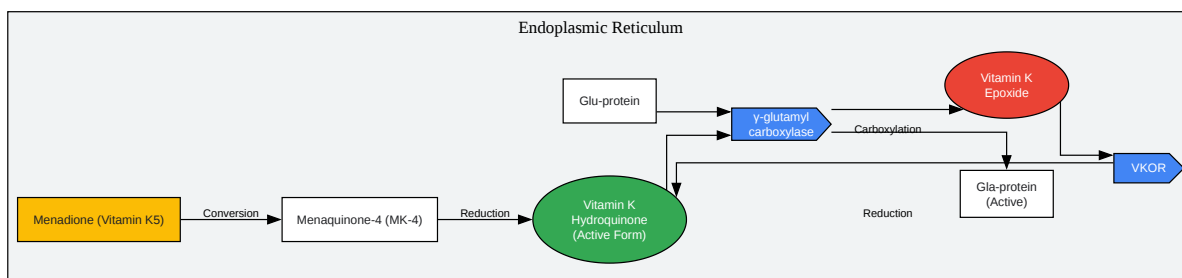 Endoplasmic Reticulum
Vitamin K
Epoxide
Glu-protein
γ-glutamyl
carboxylase
Carboxylation
VKOR
Gla-protein
(Active)
Menadione (Vitamin K5)
Conversion
Menaquinone-4 (MK-4)
Reduction
Vitamin K
Hydroquinone
(Active Form)
Reduction